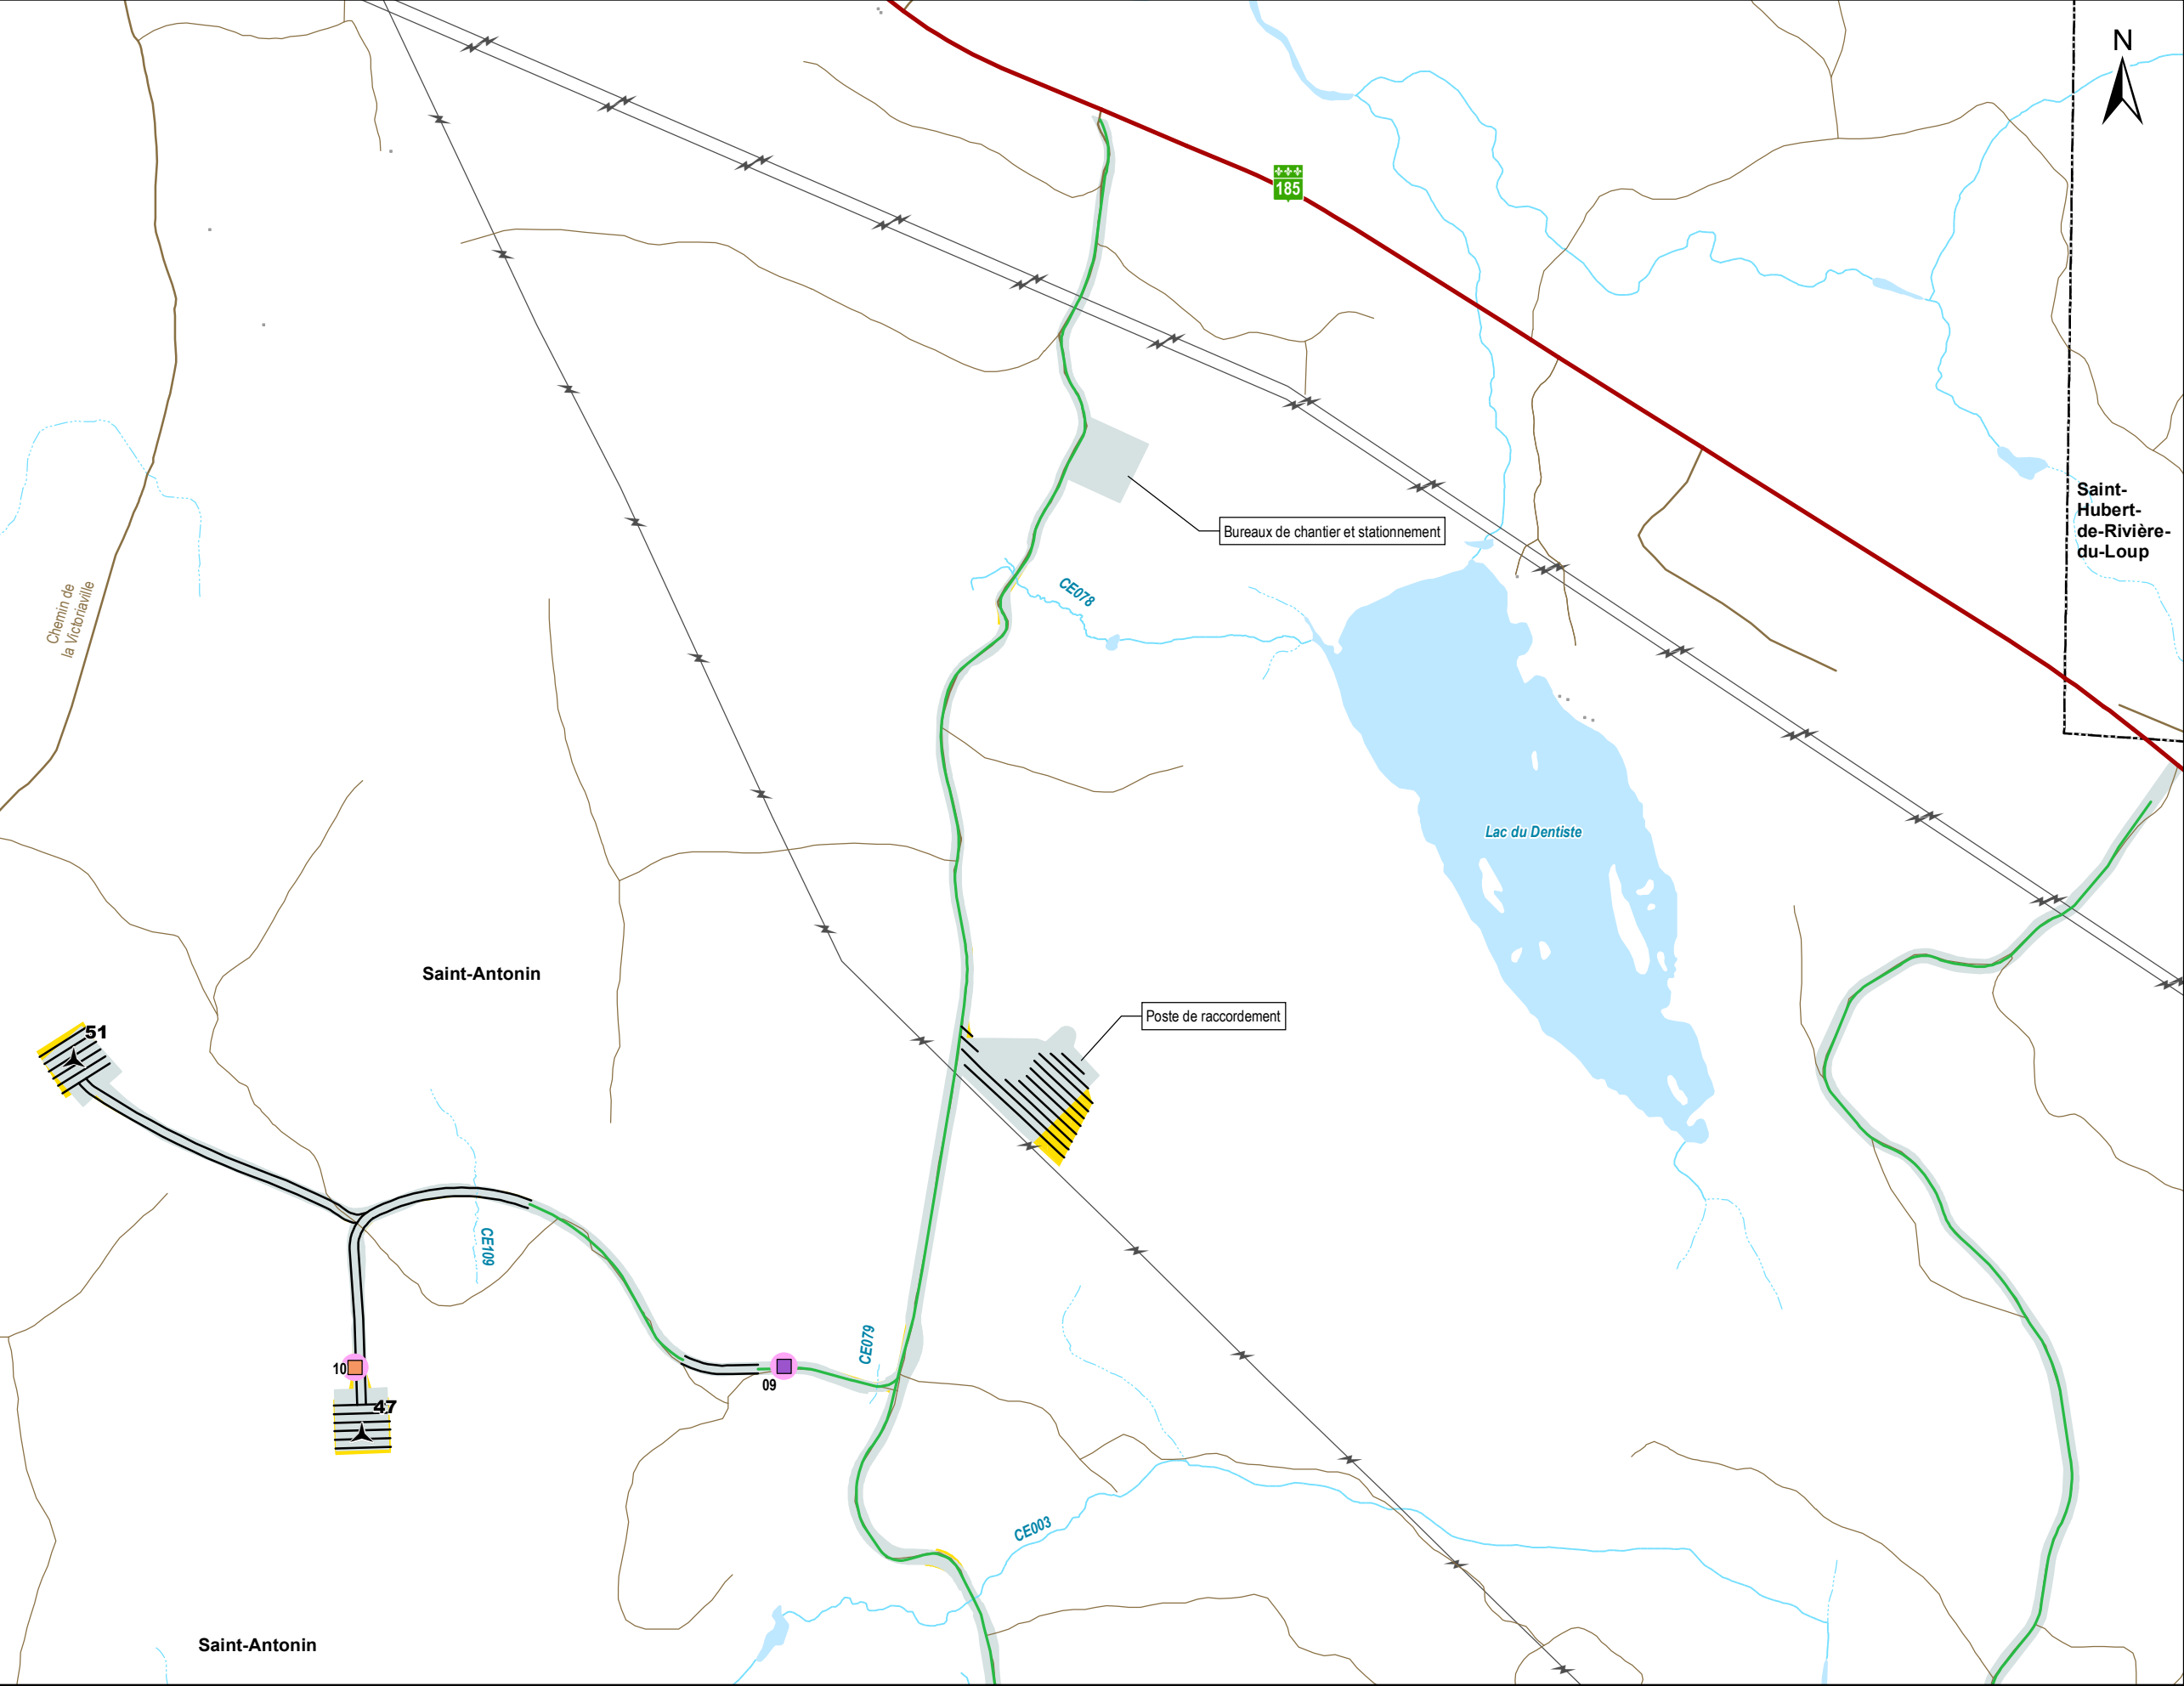 N
185
Saint-
Hubert-
de-Rivière-
du-Loup
Bureaux de chantier et stationnement
CE078
Chemin de
la Victoriaville
Lac du Dentiste
Saint-Antonin
Poste de raccordement
51
CE109
CE079
10
09
47
CE003
Saint-Antonin